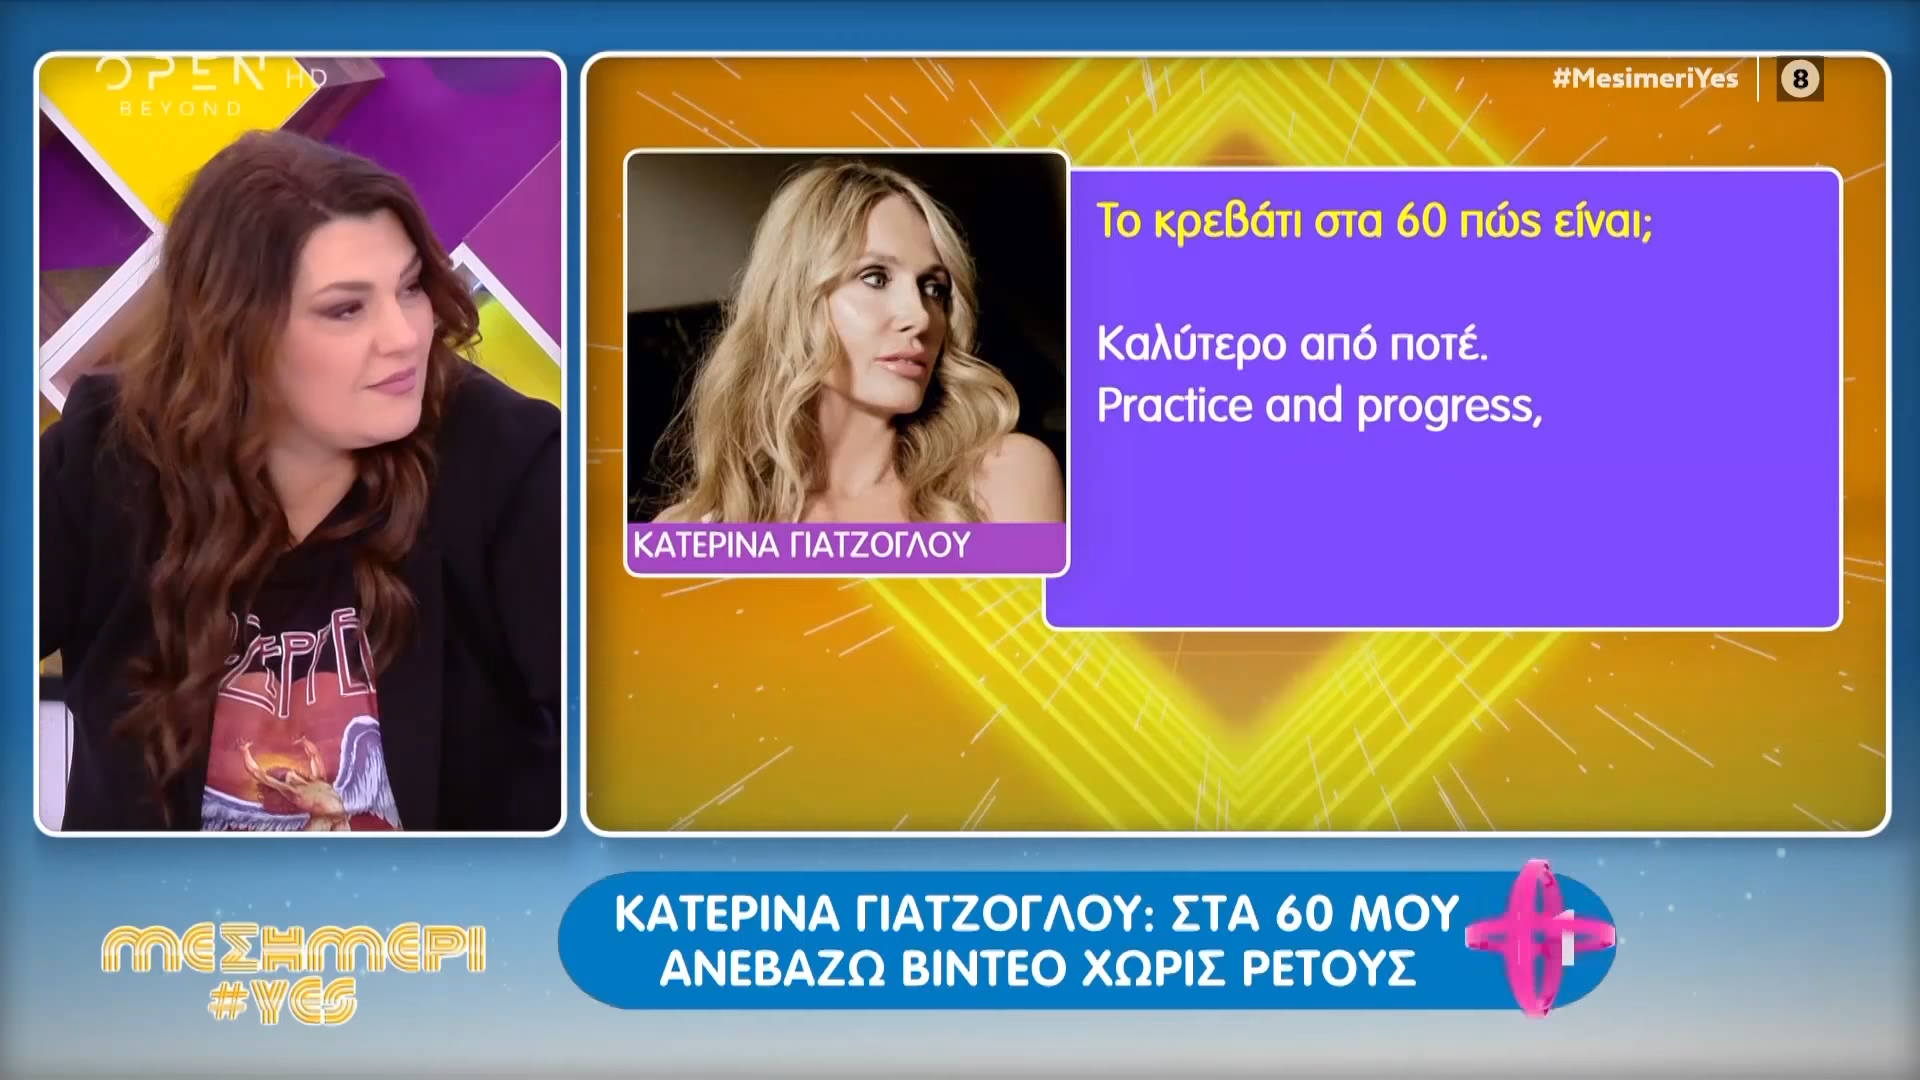 OPEN HD
BEYOND
#MesimeriYes
8
Το κρεβάτι στα 60 πώς είναι;
Καλύτερο από ποτέ.
Practice and progress,
ΚΑΤΕΡΙΝΑ ΓΙΑΤΖΟΓΛΟΥ
ΚΑΤΕΡΙΝΑ ΓΙΑΤΖΟΓΛΟΥ: ΣΤΑ 60 ΜΟΥ
ΑΝΕΒΑΖΩ ΒΙΝΤΕΟ ΧΩΡΙΣ ΡΕΤΟΥΣ
ΜΕΣΗΜΕΡΙ
#YES